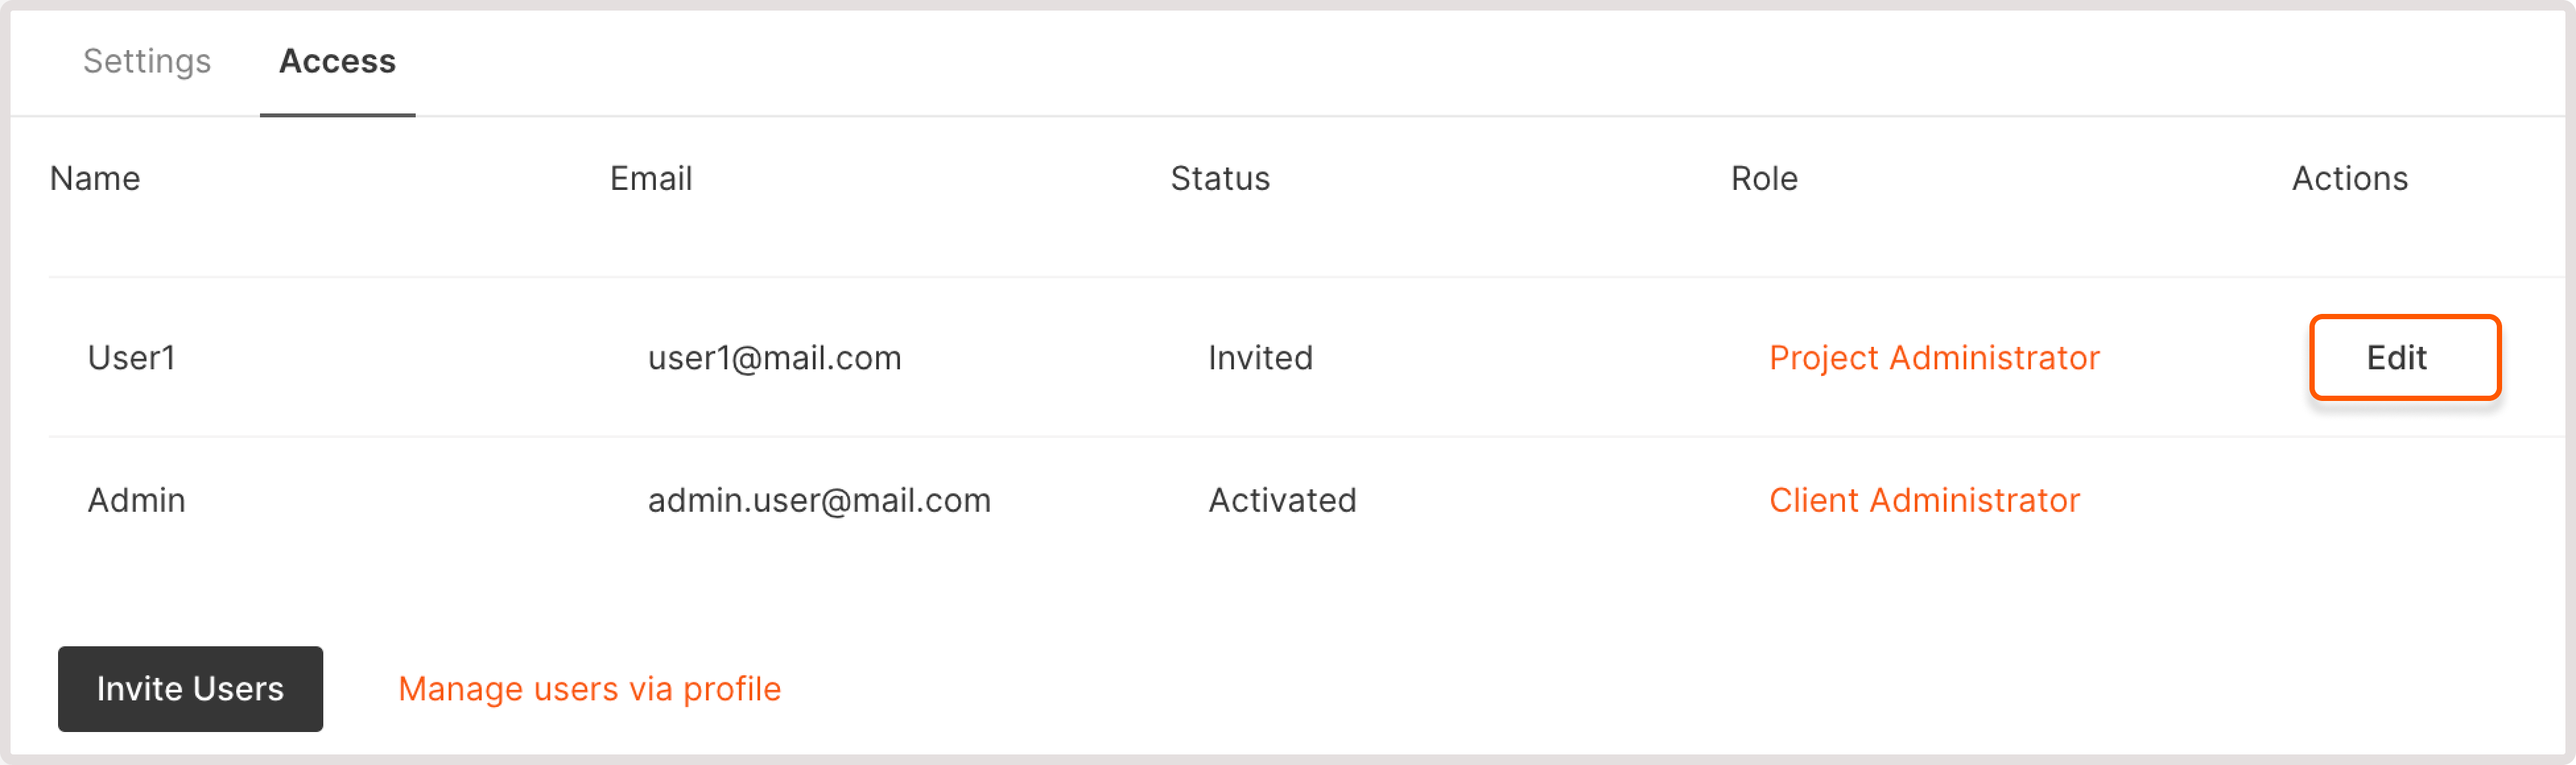 Settings Access
Name Email Status Role Actions
User1 user1@mail.com Invited Project Administrator Edit
Admin admin.user@mail.com Activated Client Administrator
Invite Users Manage users via profile